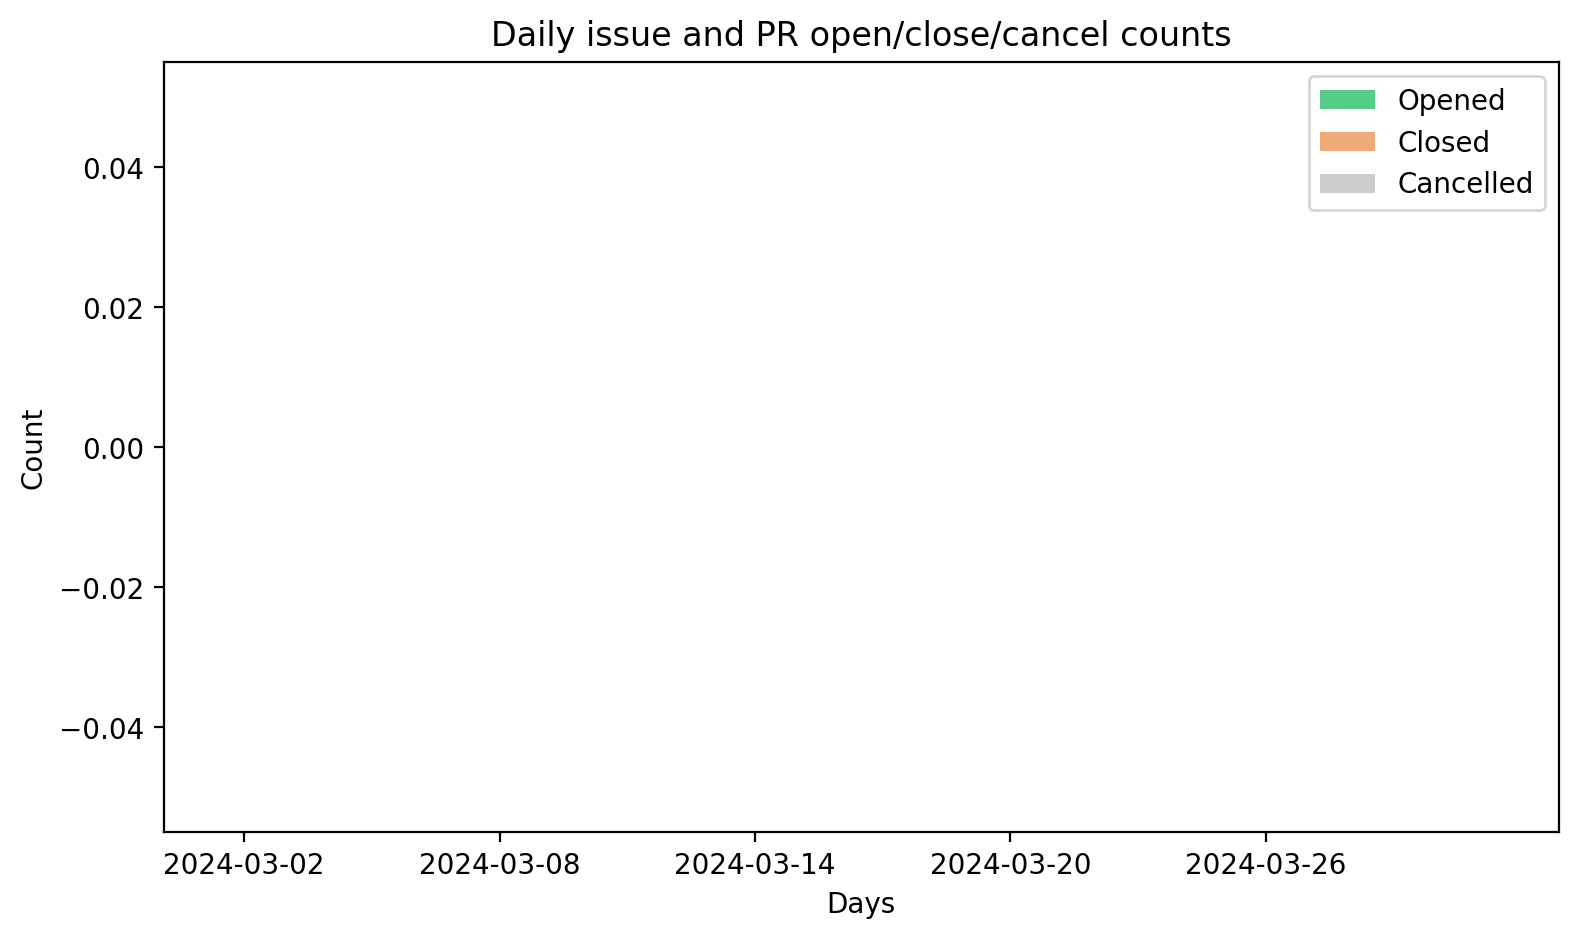 Daily issue and PR open/close/cancel counts
Opened
Closed
Cancelled
0.04
0.02
0.00
−0.02
−0.04
Count
2024-03-02
2024-03-08
2024-03-14
2024-03-20
2024-03-26
Days